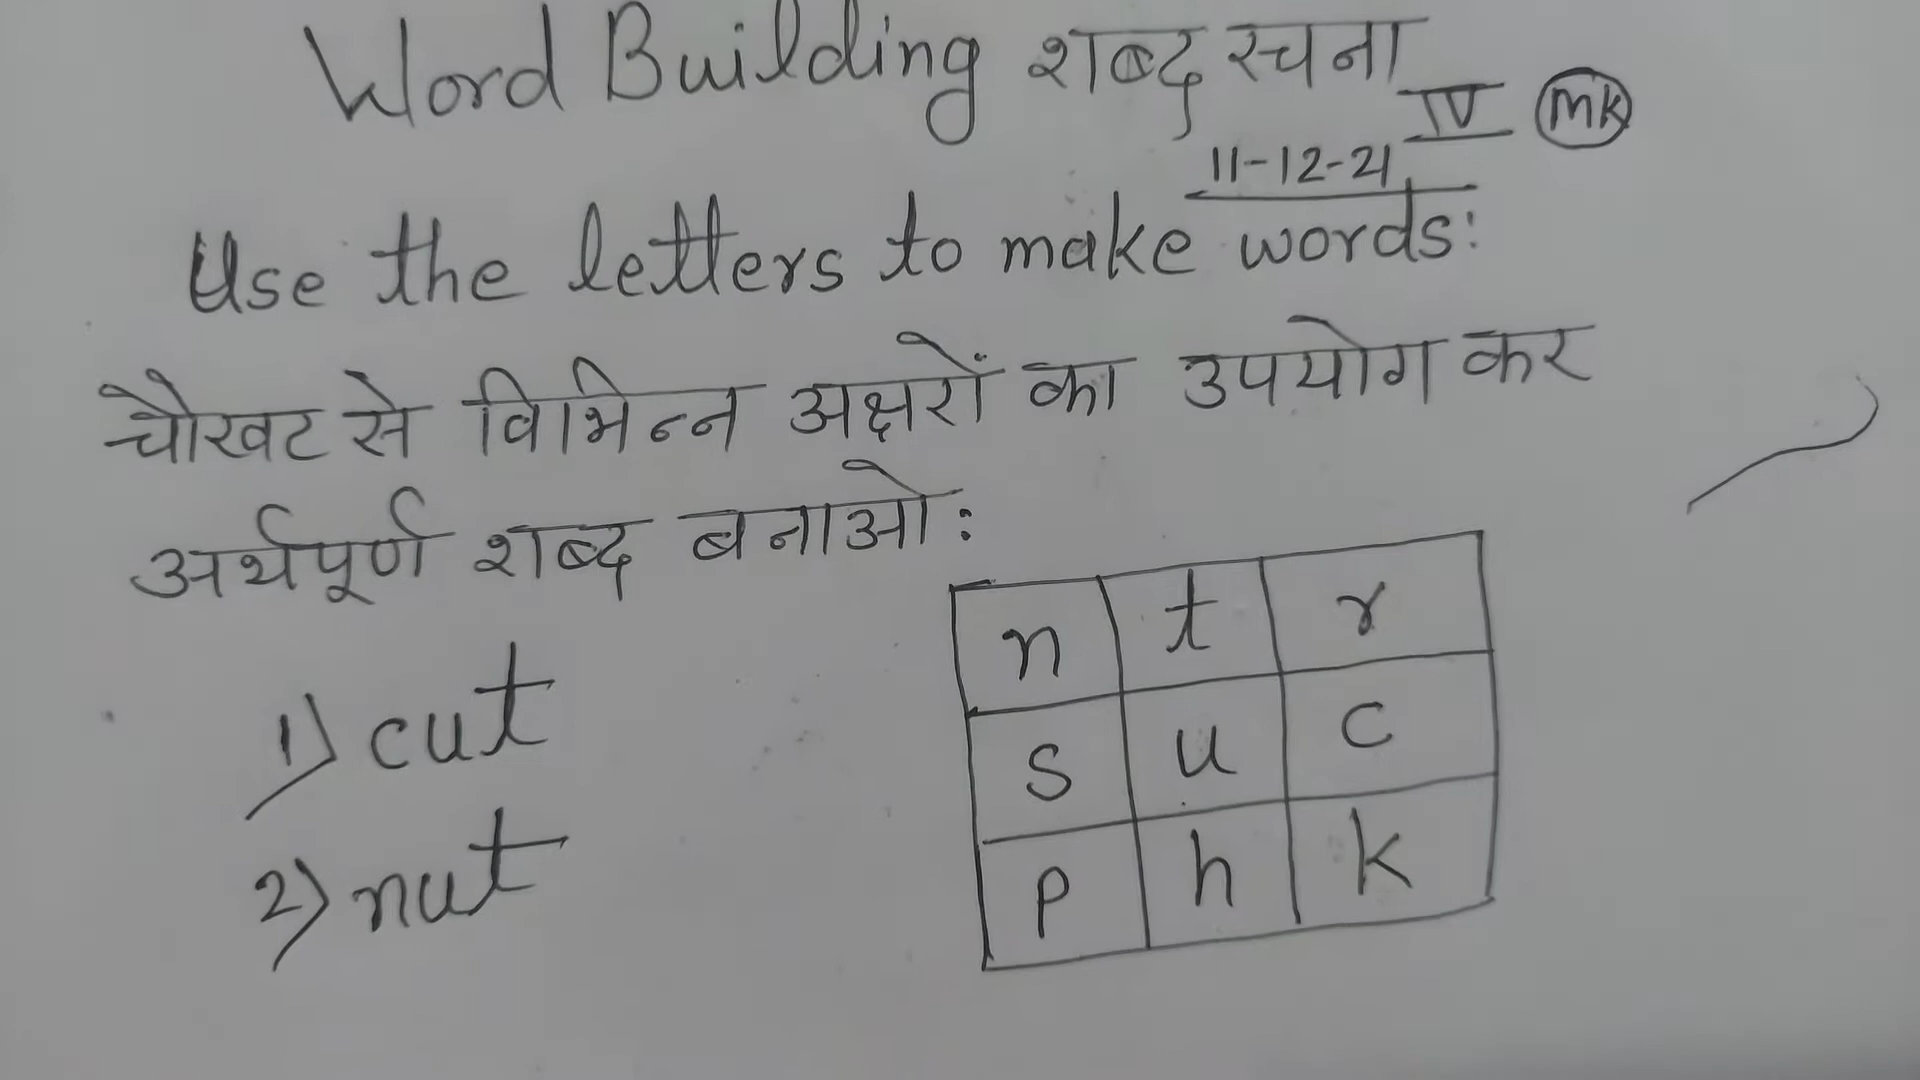 Word Building शब्द रचना
IV MK
11-12-21
Use the letters to make words:
चौखट से विभिन्न अक्षरों का उपयोग कर
अर्थपूर्ण शब्द बनाओ:
n t r
s u c
p h k
1) cut
2) nut